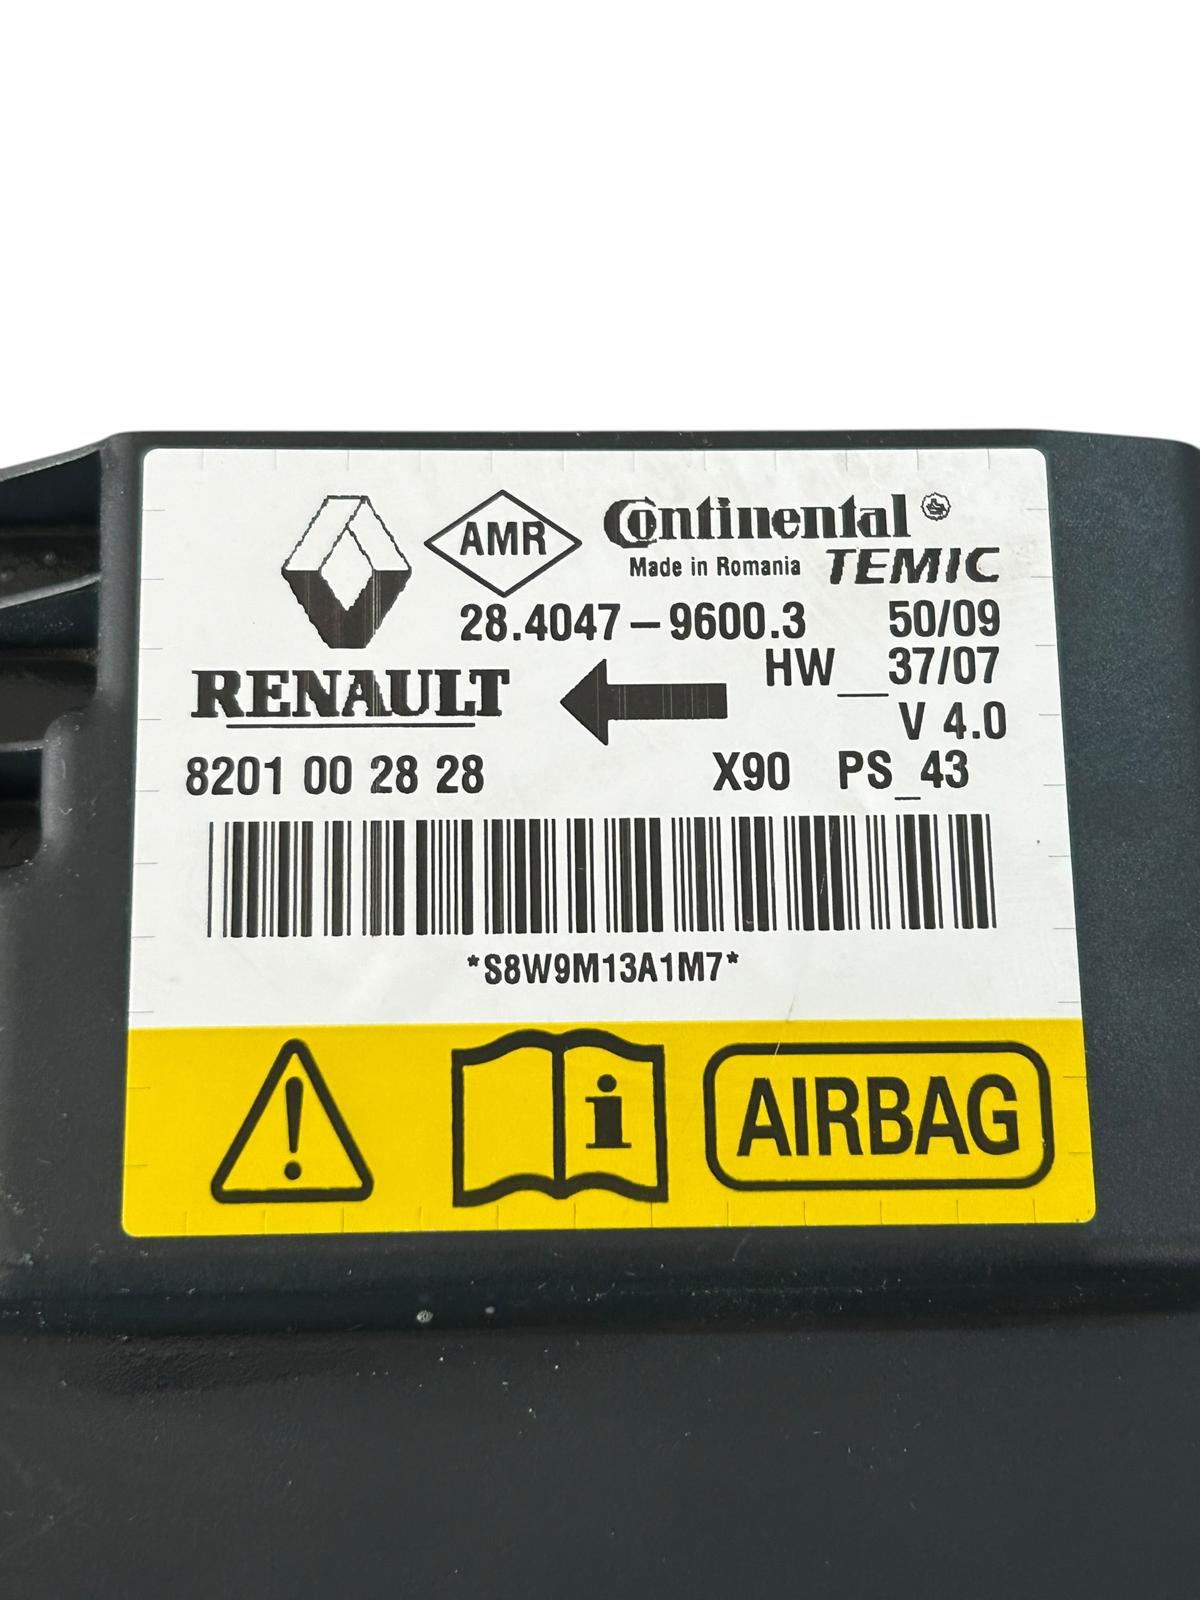 AMR
Continental
Made in Romania TEMIC
28.4047-9600.3 50/09
HW_37/07
RENAULT
V 4.0
8201 00 28 28 X90 PS_43
*S8W9M13A1M7*
! i AIRBAG